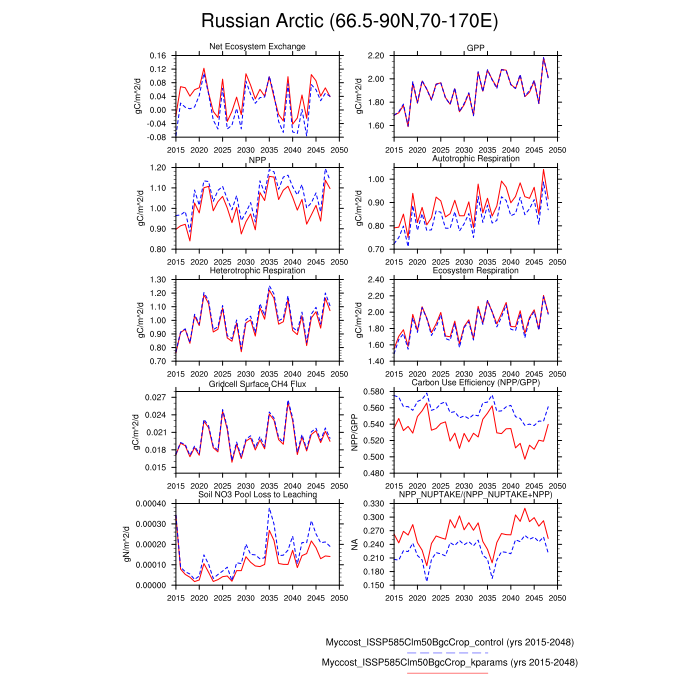 Russian Arctic (66.5-90N,70-170E)
Net Ecosystem Exchange
GPP
gC/m^2/d
0.16
0.12
0.08
0.04
0.00
-0.04
-0.08
2015 2020 2025 2030 2035 2040 2045 2050
gC/m^2/d
2.20
2.00
1.80
1.60
2015 2020 2025 2030 2035 2040 2045 2050
NPP
Autotrophic Respiration
gC/m^2/d
1.20
1.10
1.00
0.90
0.80
2015 2020 2025 2030 2035 2040 2045 2050
gC/m^2/d
1.00
0.90
0.80
0.70
2015 2020 2025 2030 2035 2040 2045 2050
Heterotrophic Respiration
Ecosystem Respiration
gC/m^2/d
1.30
1.20
1.10
1.00
0.90
0.80
0.70
2015 2020 2025 2030 2035 2040 2045 2050
gC/m^2/d
2.40
2.20
2.00
1.80
1.60
1.40
2015 2020 2025 2030 2035 2040 2045 2050
Gridcell Surface CH4 Flux
Carbon Use Efficiency (NPP/GPP)
gC/m^2/d
0.027
0.024
0.021
0.018
0.015
2015 2020 2025 2030 2035 2040 2045 2050
NPP/GPP
0.580
0.560
0.540
0.520
0.500
0.480
2015 2020 2025 2030 2035 2040 2045 2050
Soil NO3 Pool Loss to Leaching
NPP_NUPTAKE/(NPP_NUPTAKE+NPP)
gN/m^2/d
0.00040
0.00030
0.00020
0.00010
0.00000
2015 2020 2025 2030 2035 2040 2045 2050
NA
0.330
0.300
0.270
0.240
0.210
0.180
0.150
2015 2020 2025 2030 2035 2040 2045 2050
Myccost_ISSP585Clm50BgcCrop_control (yrs 2015-2048)
Myccost_ISSP585Clm50BgcCrop_kparams (yrs 2015-2048)